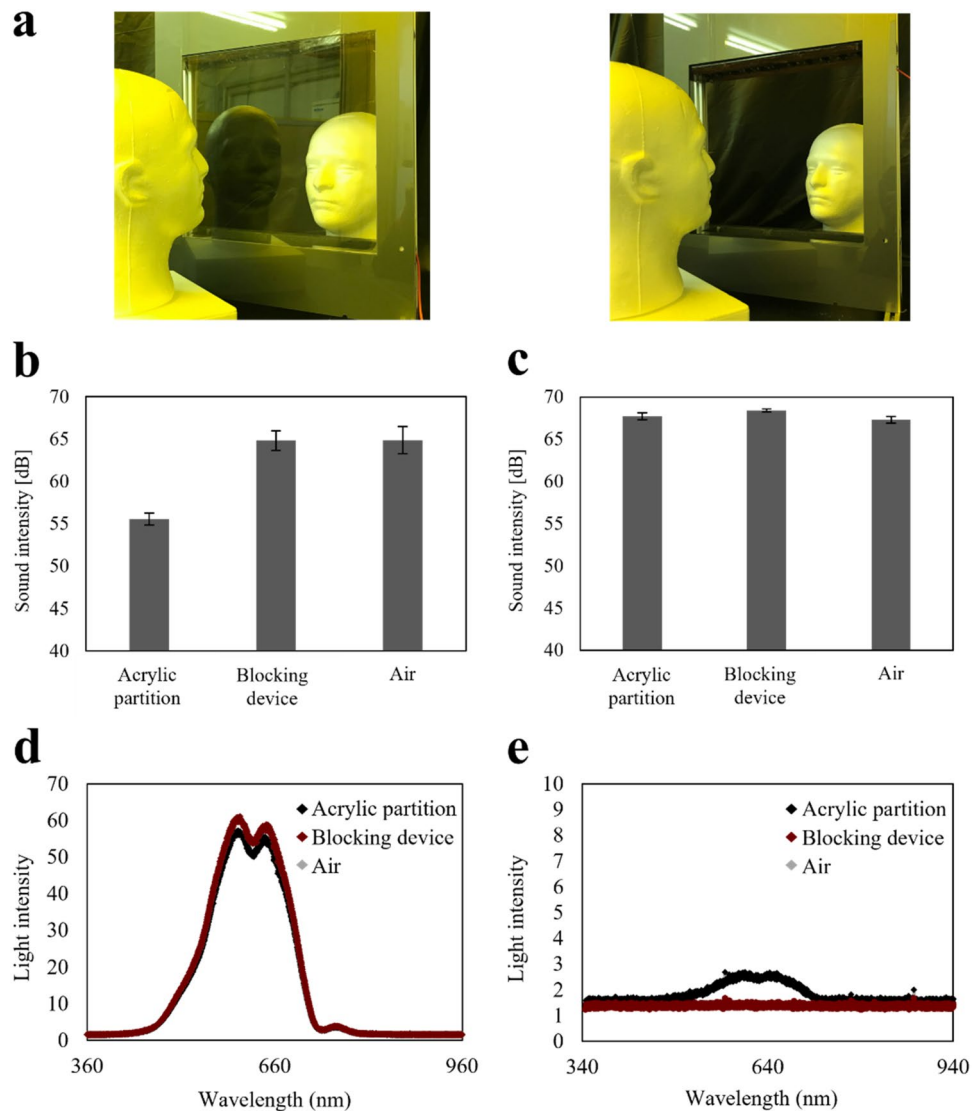 a
b
70
65
60
55
50
45
40
Sound intensity [dB]
Acrylic partition
Blocking device
Air
c
70
65
60
55
50
45
40
Sound intensity [dB]
Acrylic partition
Blocking device
Air
d
70
60
50
40
30
20
10
0
Light intensity
Acrylic partition
Blocking device
Air
360
660
960
Wavelength (nm)
e
10
9
8
7
6
5
4
3
2
1
0
Light intensity
Acrylic partition
Blocking device
Air
340
640
940
Wavelength (nm)